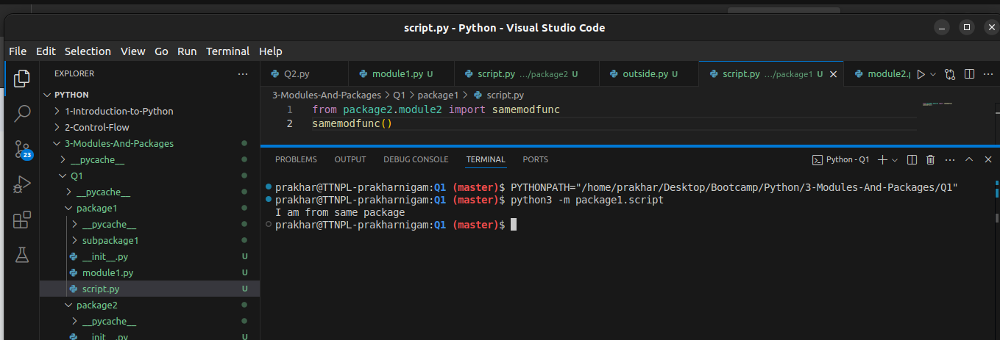 script.py - Python - Visual Studio Code
File Edit Selection View Go Run Terminal Help
EXPLORER
PYTHON
1-Introduction-to-Python
2-Control-Flow
3-Modules-And-Packages
__pycache__
Q1
__pycache__
package1
__pycache__
subpackage1
__init__.py U
module1.py U
script.py U
package2
__pycache__
__init__.py
23
Q2.py module1.py U script.py .../package2 U outside.py U script.py .../package1 U module2.p
3-Modules-And-Packages > Q1 > package1 > script.py
1 from package2.module2 import samemodfunc
2 samemodfunc()
PROBLEMS OUTPUT DEBUG CONSOLE TERMINAL PORTS Python - Q1
prakhar@TTNPL-prakharnigam:Q1 (master)$ PYTHONPATH="/home/prakhar/Desktop/Bootcamp/Python/3-Modules-And-Packages/Q1"
prakhar@TTNPL-prakharnigam:Q1 (master)$ python3 -m package1.script
I am from same package
prakhar@TTNPL-prakharnigam:Q1 (master)$